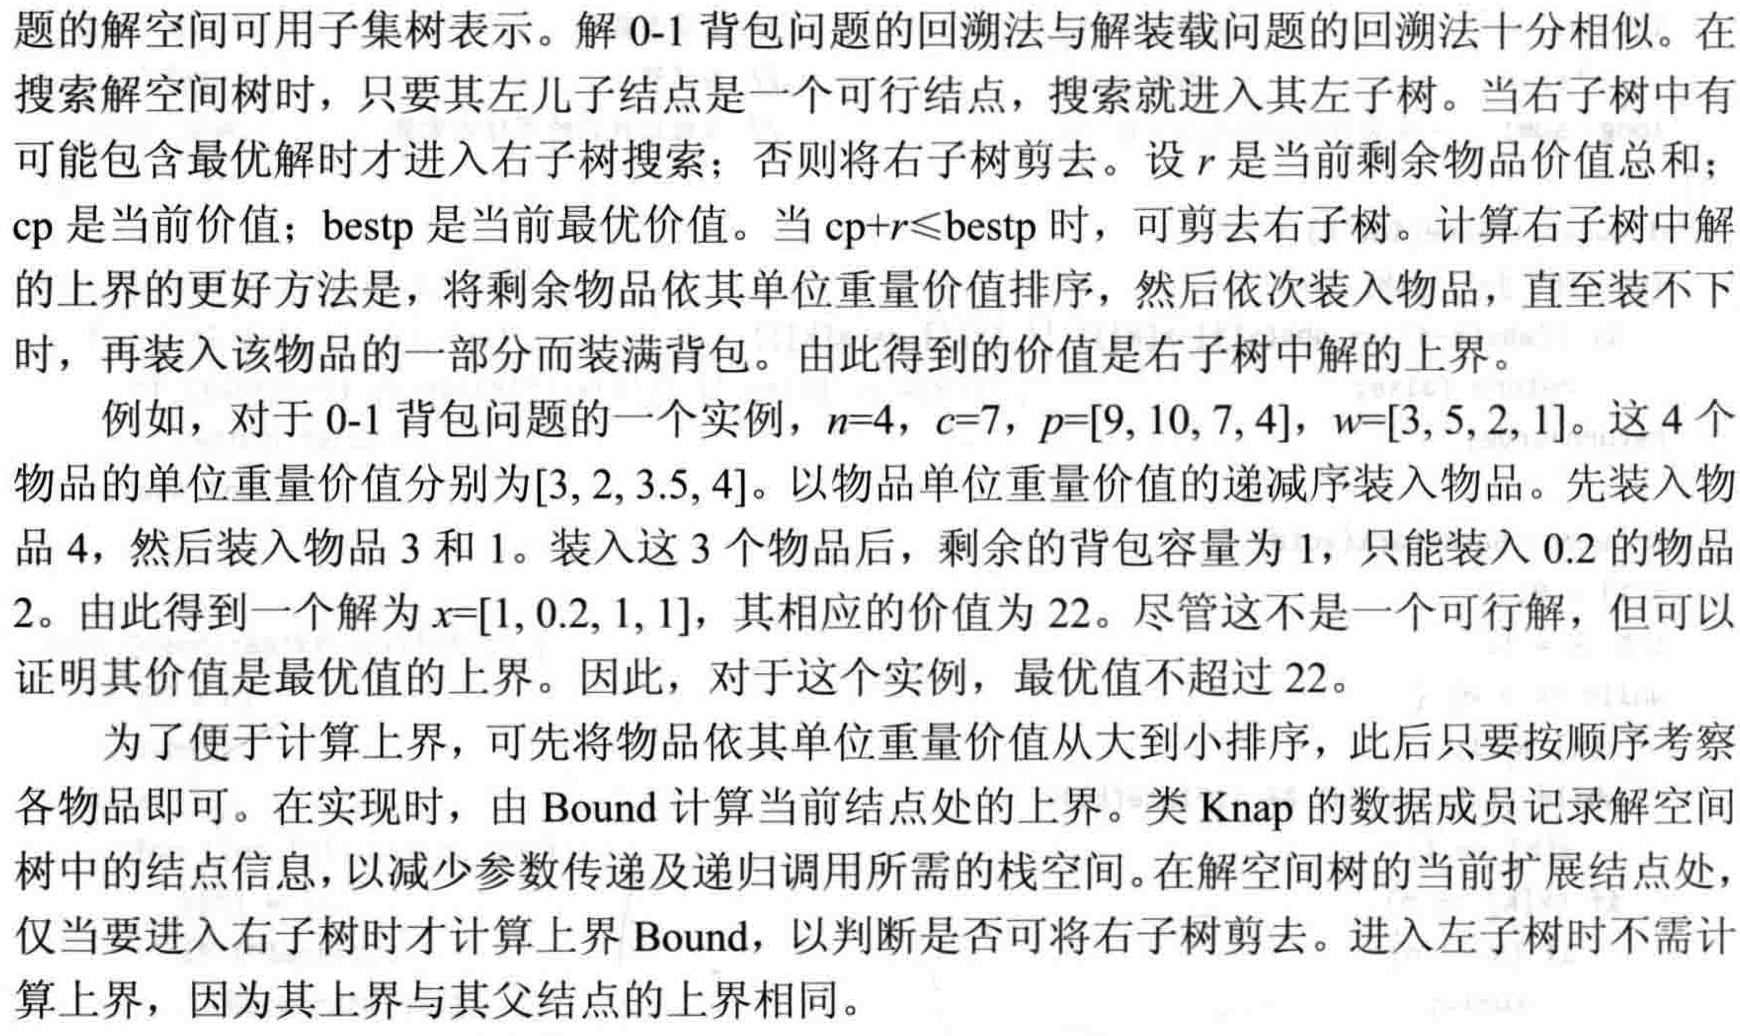 题的解空间可用子集树表示。解 0-1 背包问题的回溯法与解装载问题的回溯法十分相似。在
搜索解空间树时，只要其左儿子结点是一个可行结点，搜索就进入其左子树。当右子树中有
可能包含最优解时才进入右子树搜索；否则将右子树剪去。设 r 是当前剩余物品价值总和；
cp 是当前价值；bestp 是当前最优价值。当 cp+r≤bestp 时，可剪去右子树。计算右子树中解
的上界的更好方法是，将剩余物品依其单位重量价值排序，然后依次装入物品，直至装不下
时，再装入该物品的一部分而装满背包。由此得到的价值是右子树中解的上界。
例如，对于 0-1 背包问题的一个实例，n=4，c=7，p=[9, 10, 7, 4]，w=[3, 5, 2, 1]。这 4 个
物品的单位重量价值分别为[3, 2, 3.5, 4]。以物品单位重量价值的递减序装入物品。先装入物
品 4，然后装入物品 3 和 1。装入这 3 个物品后，剩余的背包容量为 1，只能装入 0.2 的物品
2。由此得到一个解为 x=[1, 0.2, 1, 1]，其相应的价值为 22。尽管这不是一个可行解，但可以
证明其价值是最优值的上界。因此，对于这个实例，最优值不超过 22。
为了便于计算上界，可先将物品依其单位重量价值从大到小排序，此后只要按顺序考察
各物品即可。在实现时，由 Bound 计算当前结点处的上界。类 Knap 的数据成员记录解空间
树中的结点信息，以减少参数传递及递归调用所需的栈空间。在解空间树的当前扩展结点处，
仅当要进入右子树时才计算上界 Bound，以判断是否可将右子树剪去。进入左子树时不需计
算上界，因为其上界与其父结点的上界相同。